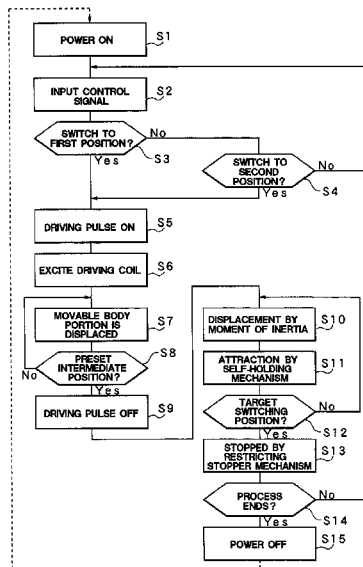 POWER ON
S1
INPUT CONTROL
SIGNAL
S2
SWITCH TO
FIRST POSITION?
No
Yes
S3
SWITCH TO
SECOND
POSITION?
No
Yes
S4
DRIVING PULSE ON
S5
EXCITE DRIVING COIL
S6
MOVABLE BODY
PORTION IS
DISPLACED
S7
PRESET
INTERMEDIATE
POSITION?
S8
No
Yes
DRIVING PULSE OFF
S9
DISPLACEMENT BY
MOMENT OF INERTIA
S10
ATTRACTION BY
SELF-HOLDING
MECHANISM
S11
TARGET
SWITCHING
POSITION?
No
Yes
S12
STOPPED BY
RESTRICTING
STOPPER MECHANISM
S13
PROCESS
ENDS?
No
Yes
S14
POWER OFF
S15